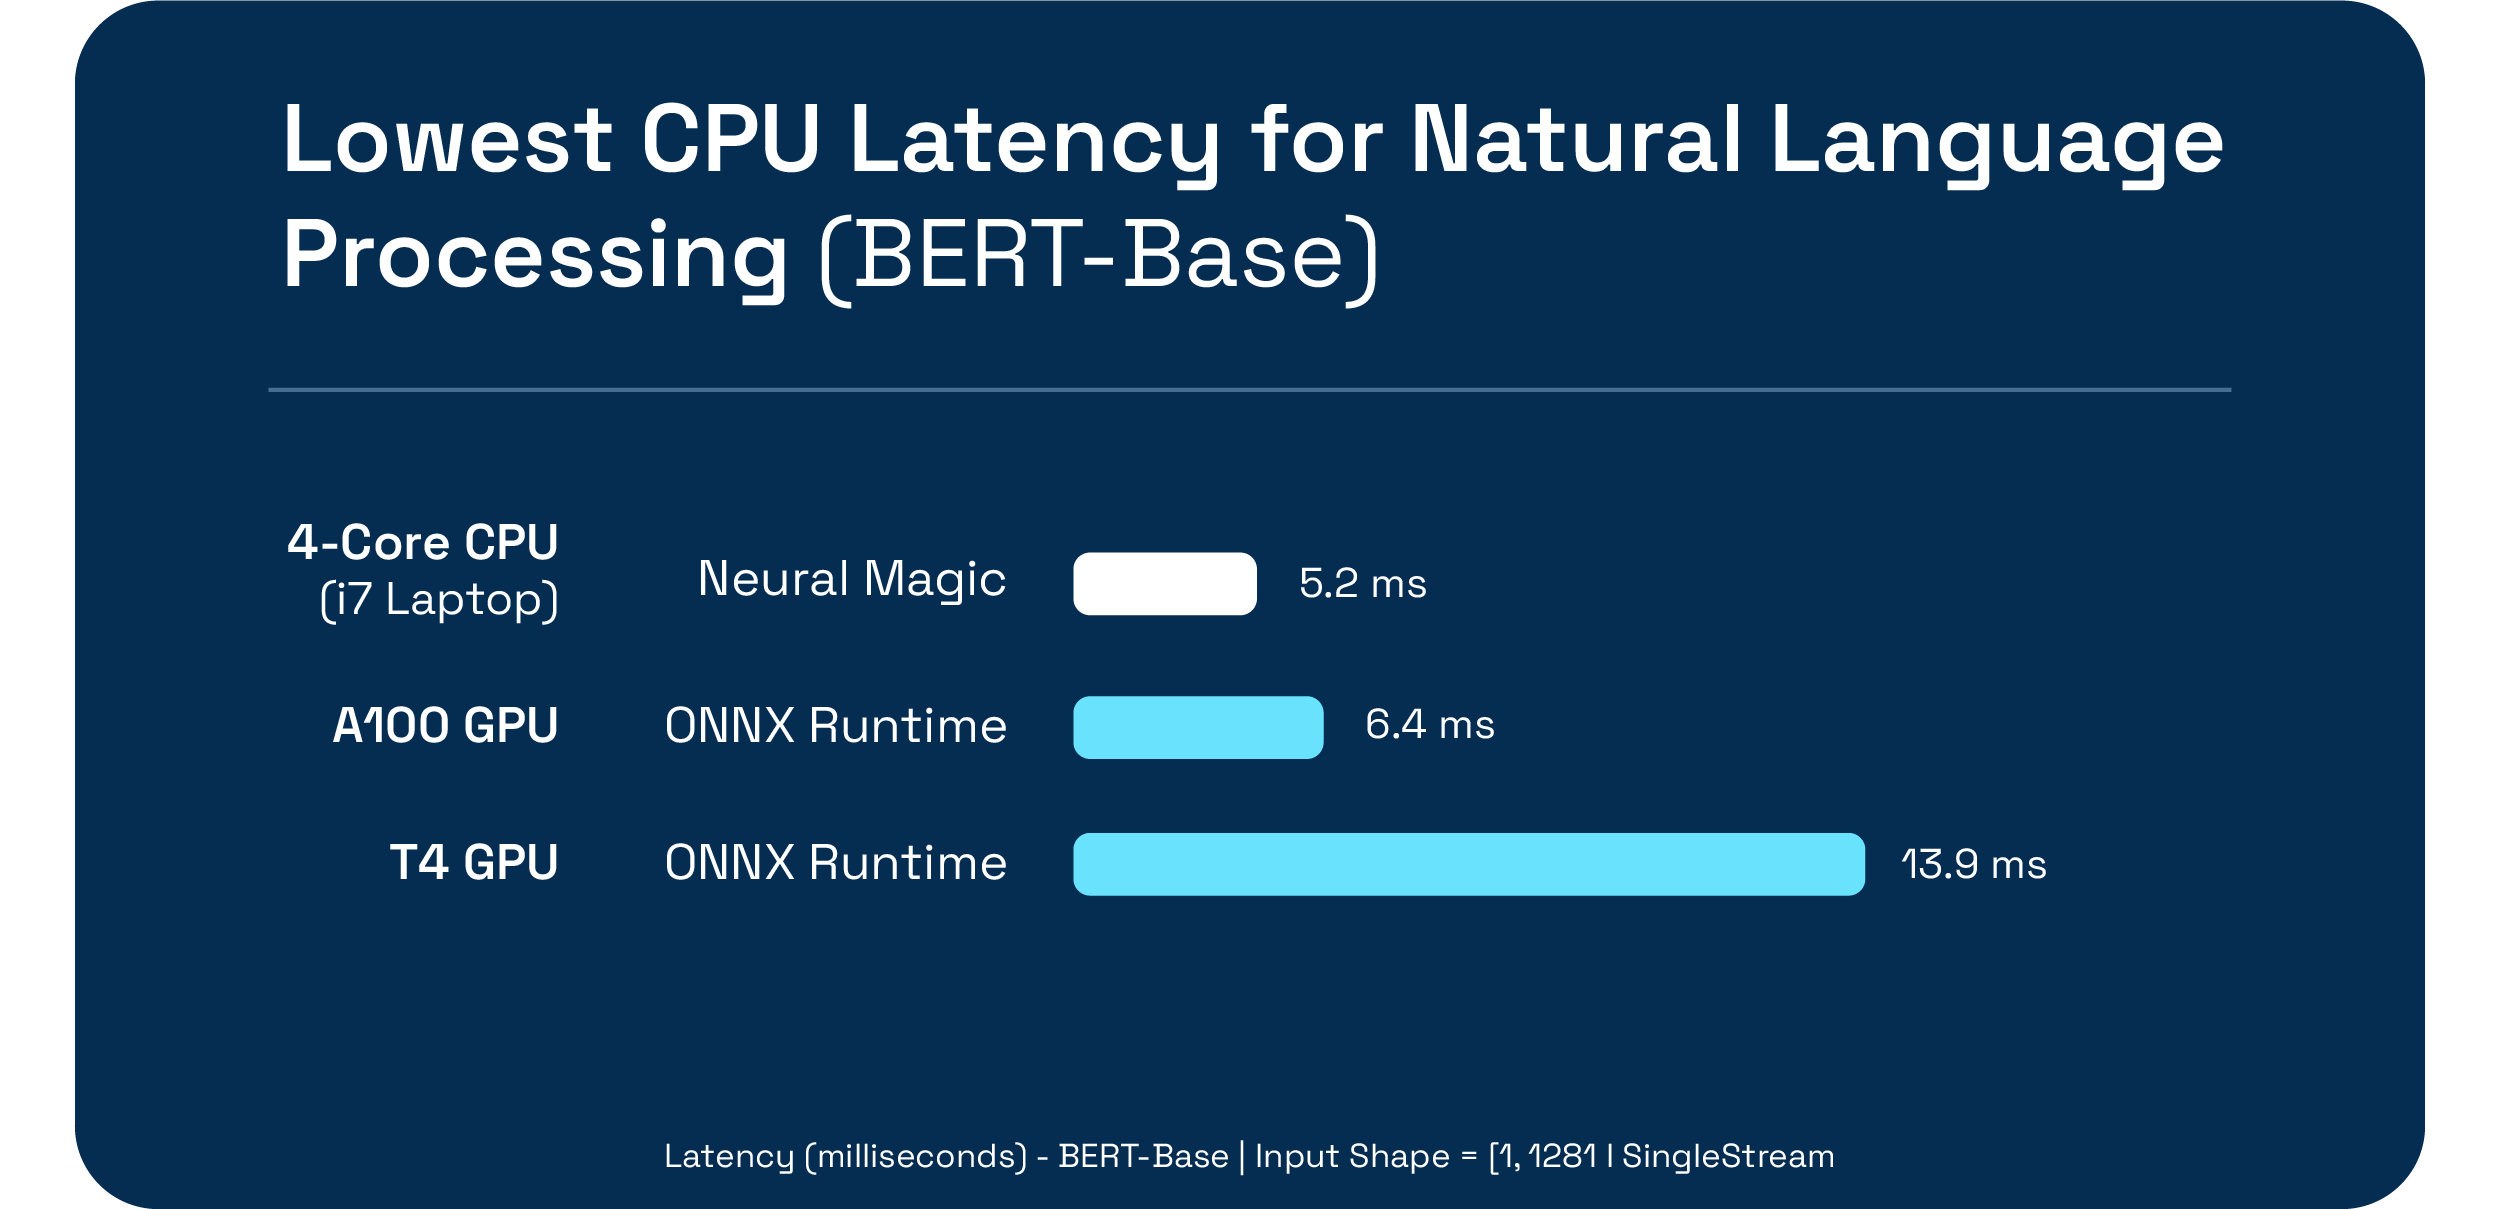 Lowest CPU Latency for Natural Language
Processing (BERT-Base)
4-Core CPU
(i7 Laptop)
Neural Magic
5.2 ms
A100 GPU
ONNX Runtime
6.4 ms
T4 GPU
ONNX Runtime
13.9 ms
Latency (milliseconds) - BERT-Base | Input Shape = [1, 1281 | SingleStream